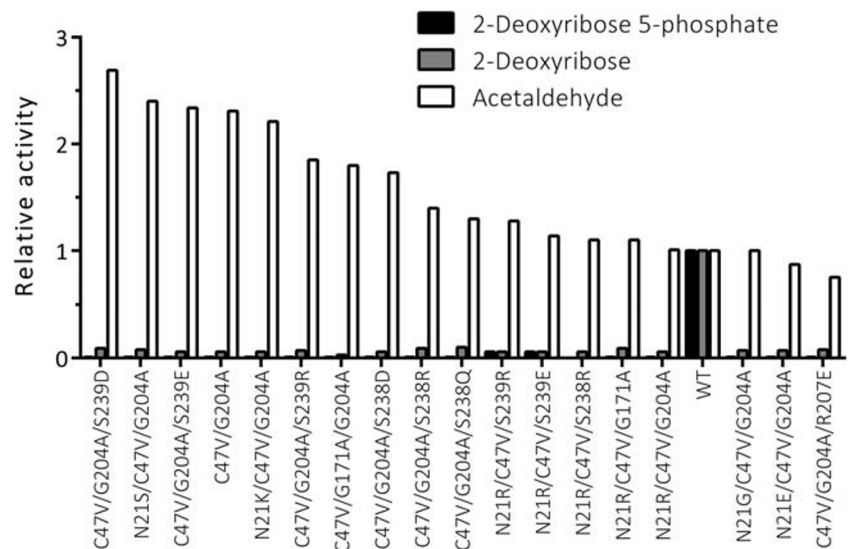 2-Deoxyribose 5-phosphate
2-Deoxyribose
Acetaldehyde
Relative activity
3
2
1
0
C47V/G204A/S239D
N21S/C47V/G204A
C47V/G204A/S239E
C47V/G204A
N21K/C47V/G204A
C47V/G204A/S239R
C47V/G171A/G204A
C47V/G204A/S238D
C47V/G204A/S238R
C47V/G204A/S238Q
N21R/C47V/S239R
N21R/C47V/S239E
N21R/C47V/S238R
N21R/C47V/G171A
N21R/C47V/G204A
WT
N21G/C47V/G204A
N21E/C47V/G204A
C47V/G204A/R207E